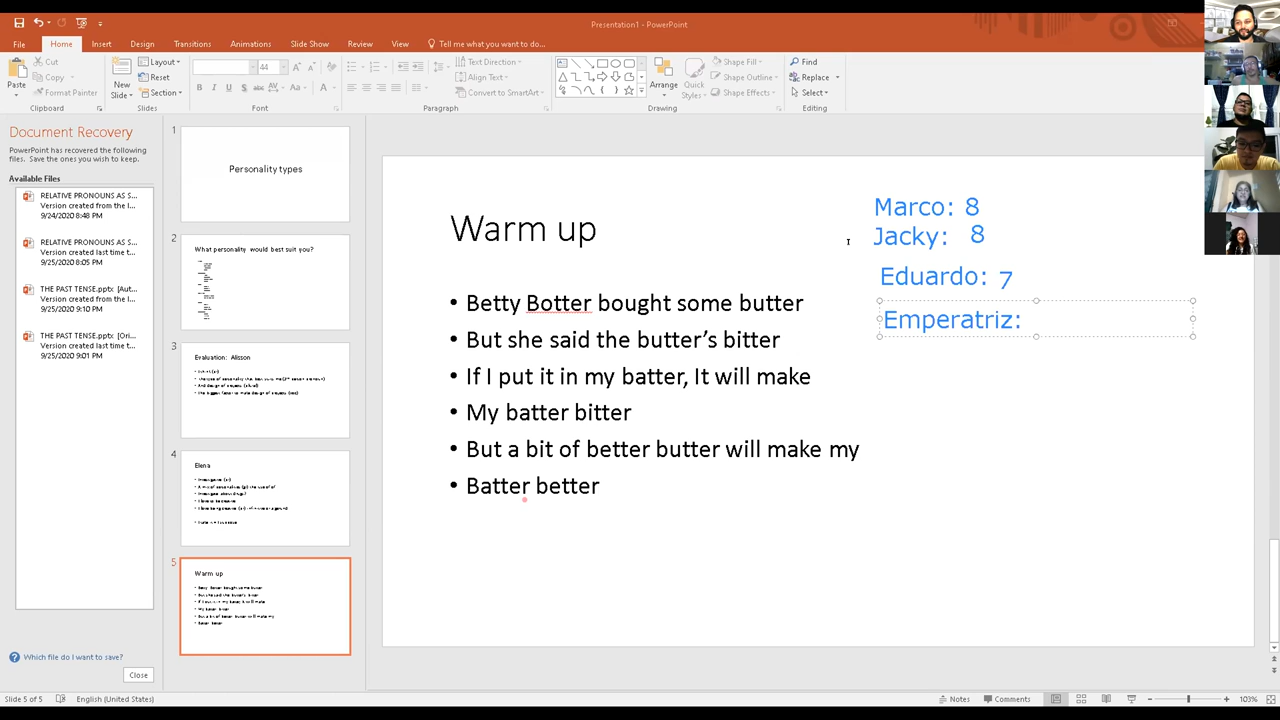 Presentation1 - PowerPoint
File Home Insert Design Transitions Animations Slide Show Review View Tell me what you want to do...
Cut
Copy
Format Painter
Paste
Clipboard
New
Slide
Layout
Reset
Section
Slides
44
Font
Text Direction
Align Text
Convert to SmartArt
Paragraph
Arrange
Quick
Styles
Shape Fill
Shape Outline
Shape Effects
Drawing
Find
Replace
Select
Editing
Document Recovery
PowerPoint has recovered the following
files. Save the ones you wish to keep.
Available Files
RELATIVE PRONOUNS AS S...
Version created from the l...
9/24/2020 8:48 PM
RELATIVE PRONOUNS AS S...
Version created last time t...
9/25/2020 8:05 PM
THE PAST TENSE.pptx [Aut...
Version created from the l...
9/25/2020 9:10 PM
THE PAST TENSE.pptx [Ori...
Version created last time t...
9/25/2020 9:01 PM
Which file do I want to save?
Close
1
Personality types
2
What personality would best suit you?
3
Evaluation: Alisson
4
Elena
5
Warm up
Warm up
Betty Botter bought some butter
But she said the butter’s bitter
If I put it in my batter, It will make
My batter bitter
But a bit of better butter will make my
Batter better
Marco: 8
Jacky: 8
Eduardo: 7
Emperatriz:
Slide 5 of 5 English (United States) Notes Comments 103%